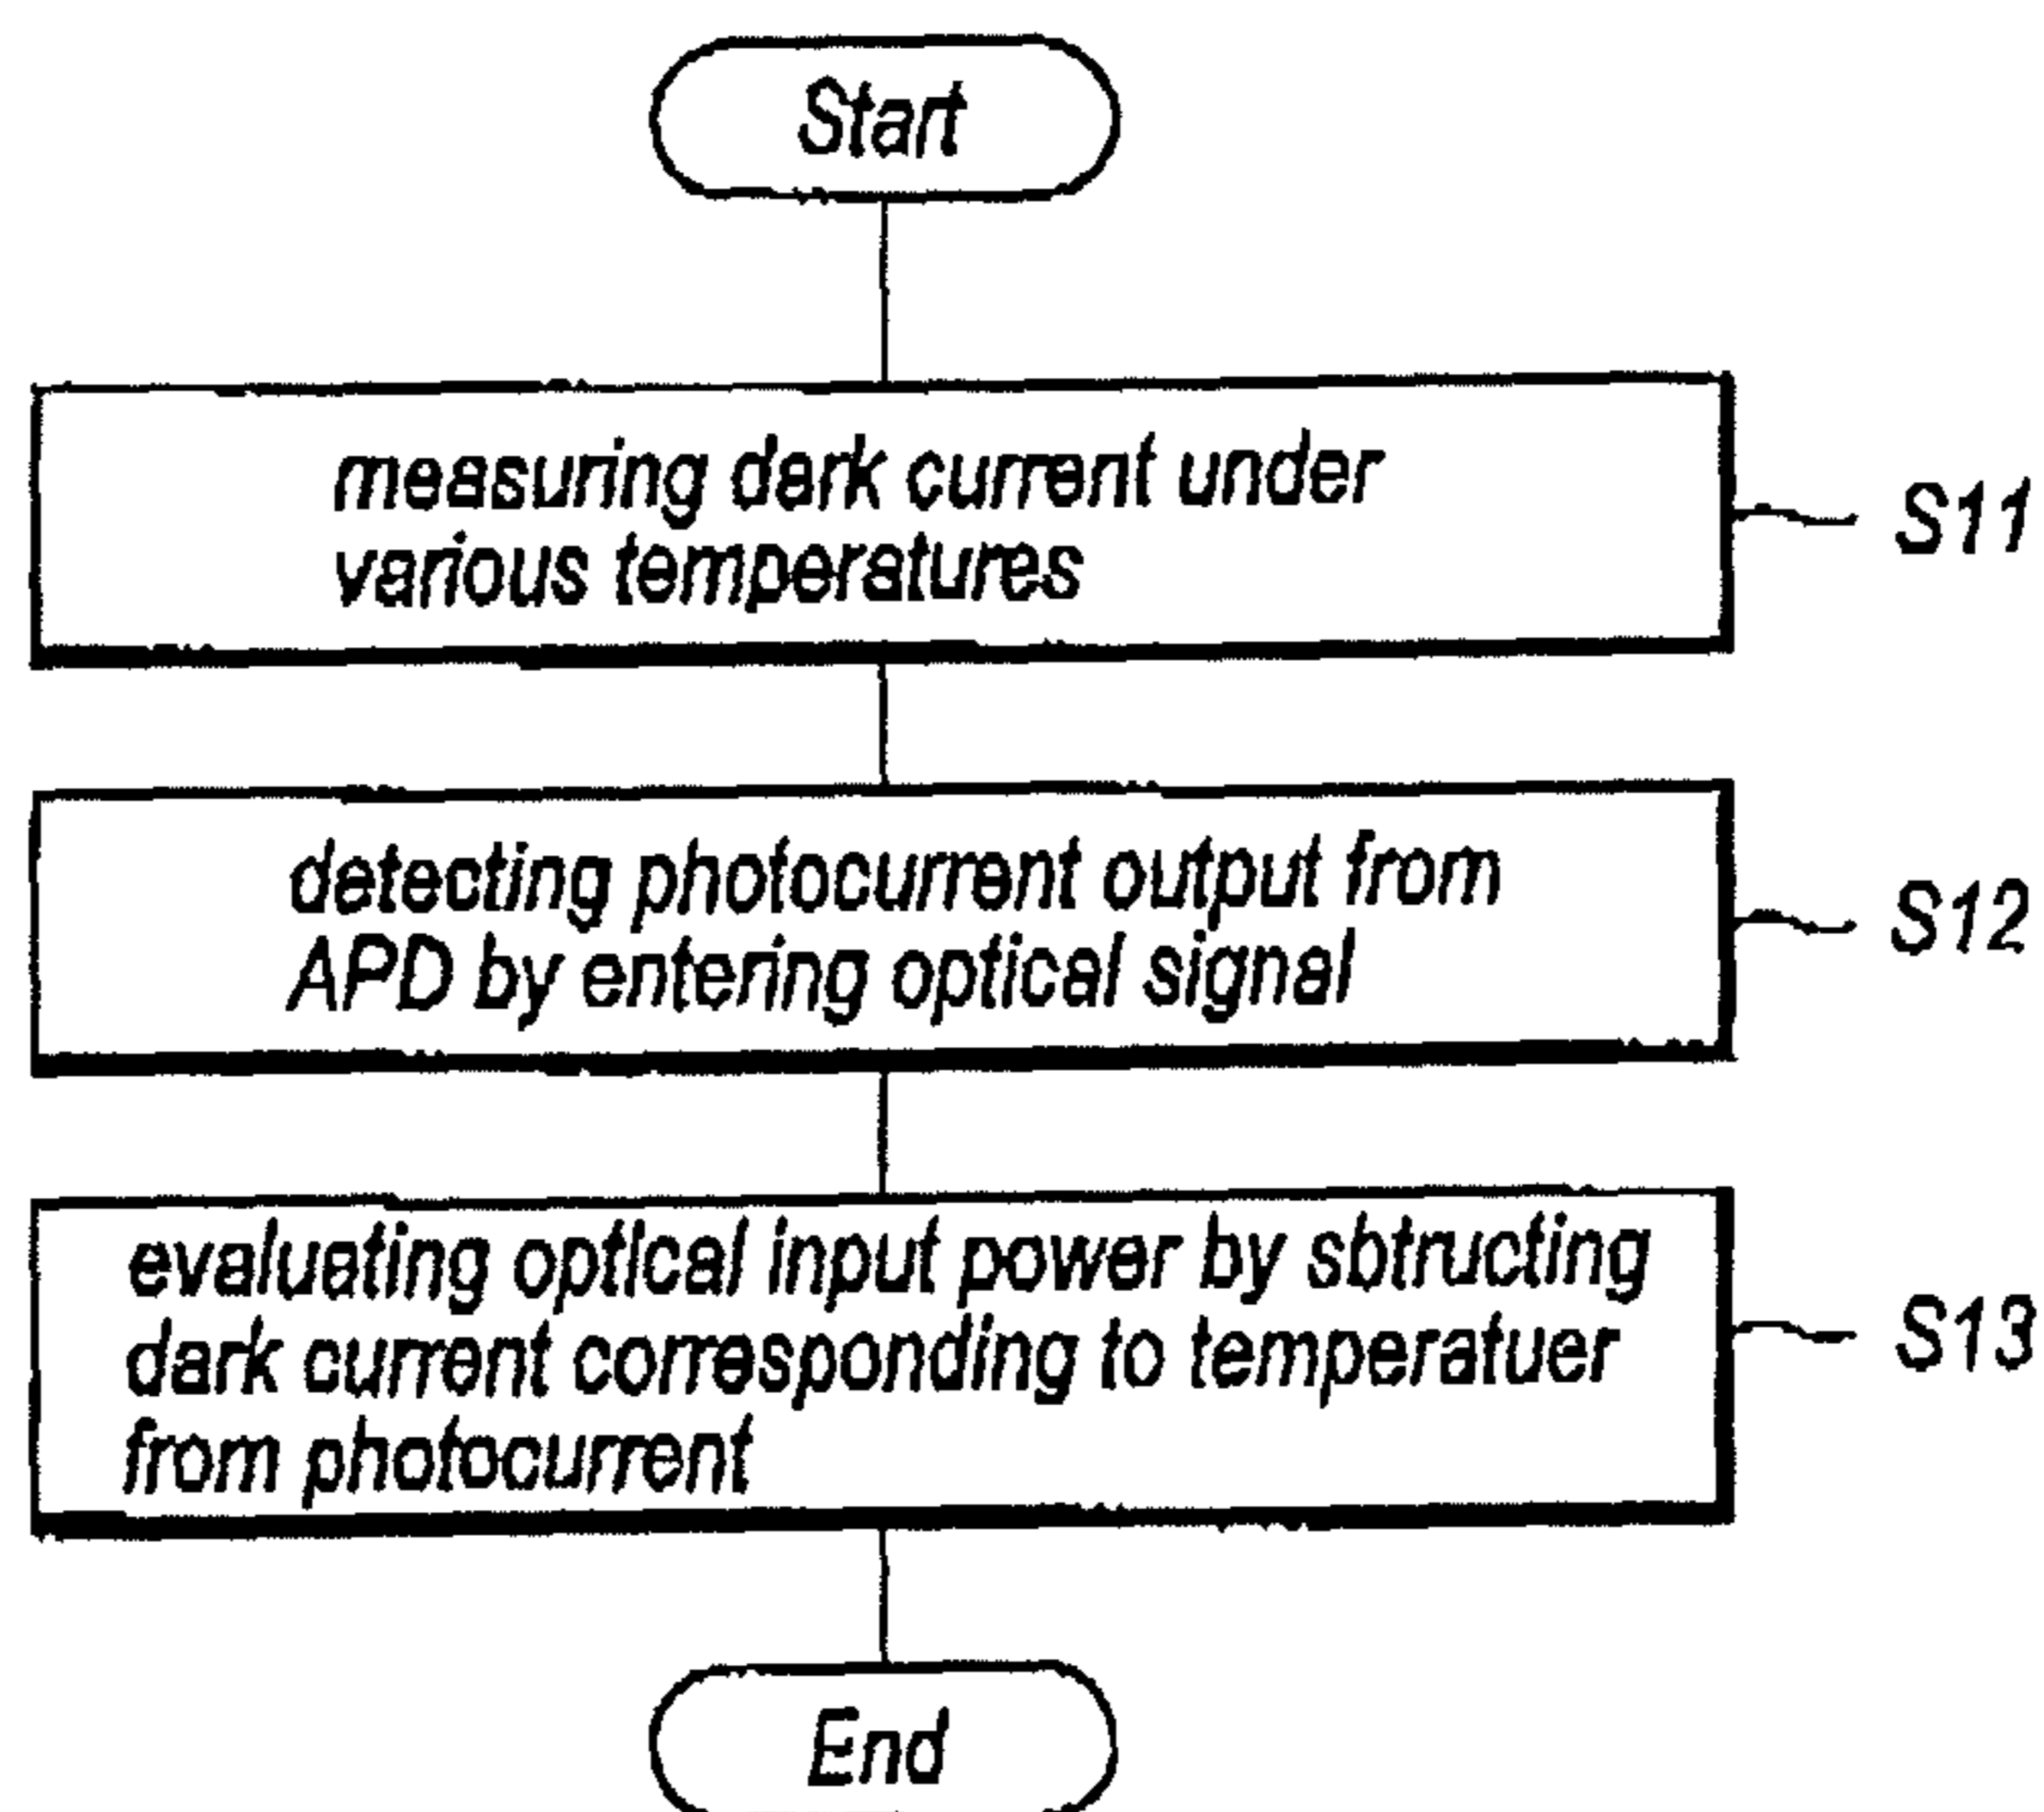 Start
measuring dark current under
various temperatures
S11
detecting photocurrent output from
APD by entering optical signal
S12
evaluating optical input power by sbtructing
dark current corresponding to temperatuer
from photocurrent
S13
End